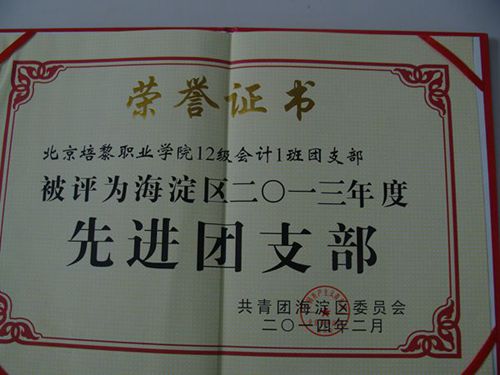 荣誉证书
北京培黎职业学院12级会计1班团支部
被评为海淀区二〇一三年度
先进团支部
共青团海淀区委员会
二〇一四年二月